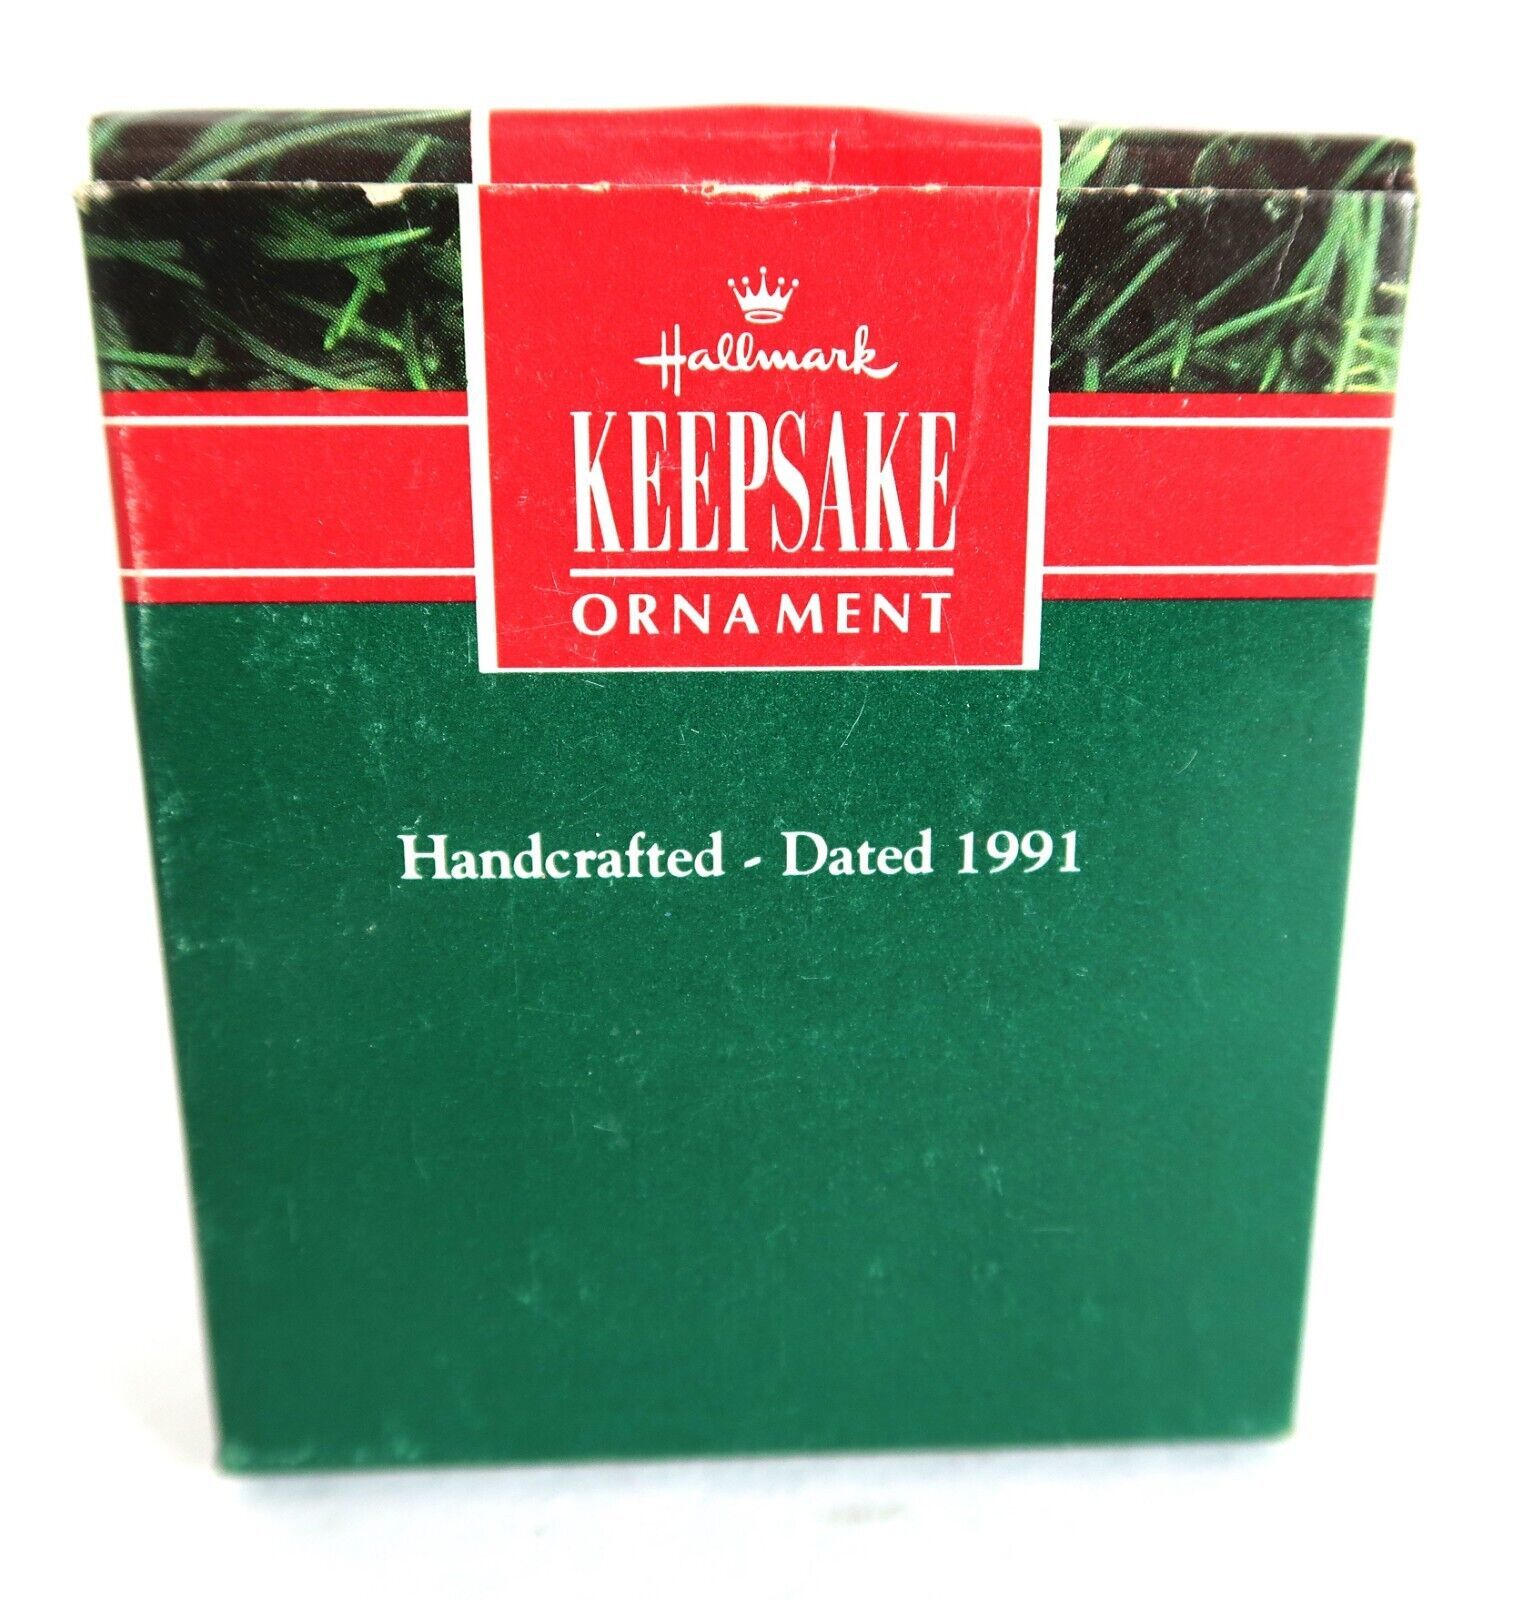 Hallmark
KEEPSAKE
ORNAMENT
Handcrafted - Dated 1991